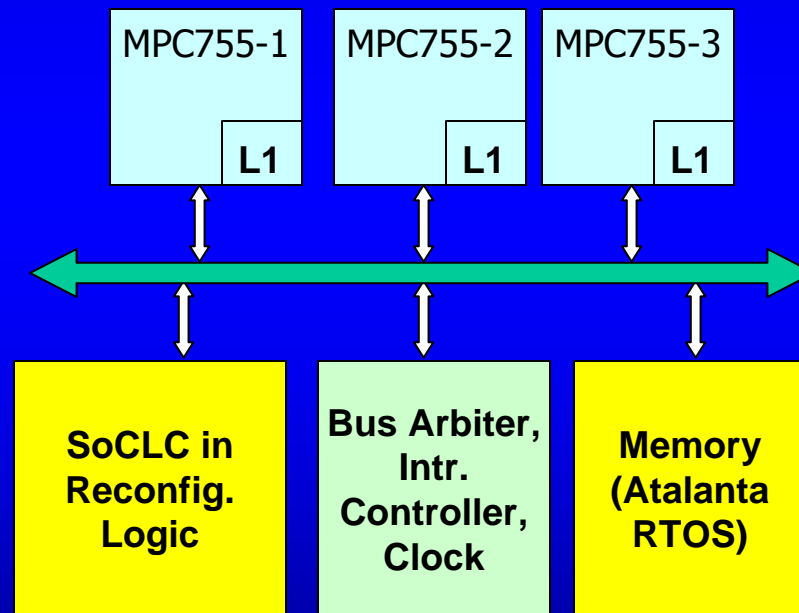 MPC755-1
MPC755-2
MPC755-3
L1
L1
L1
SoCLC in
Reconfig.
Logic
Bus Arbiter,
Intr.
Controller,
Clock
Memory
(Atalanta
RTOS)